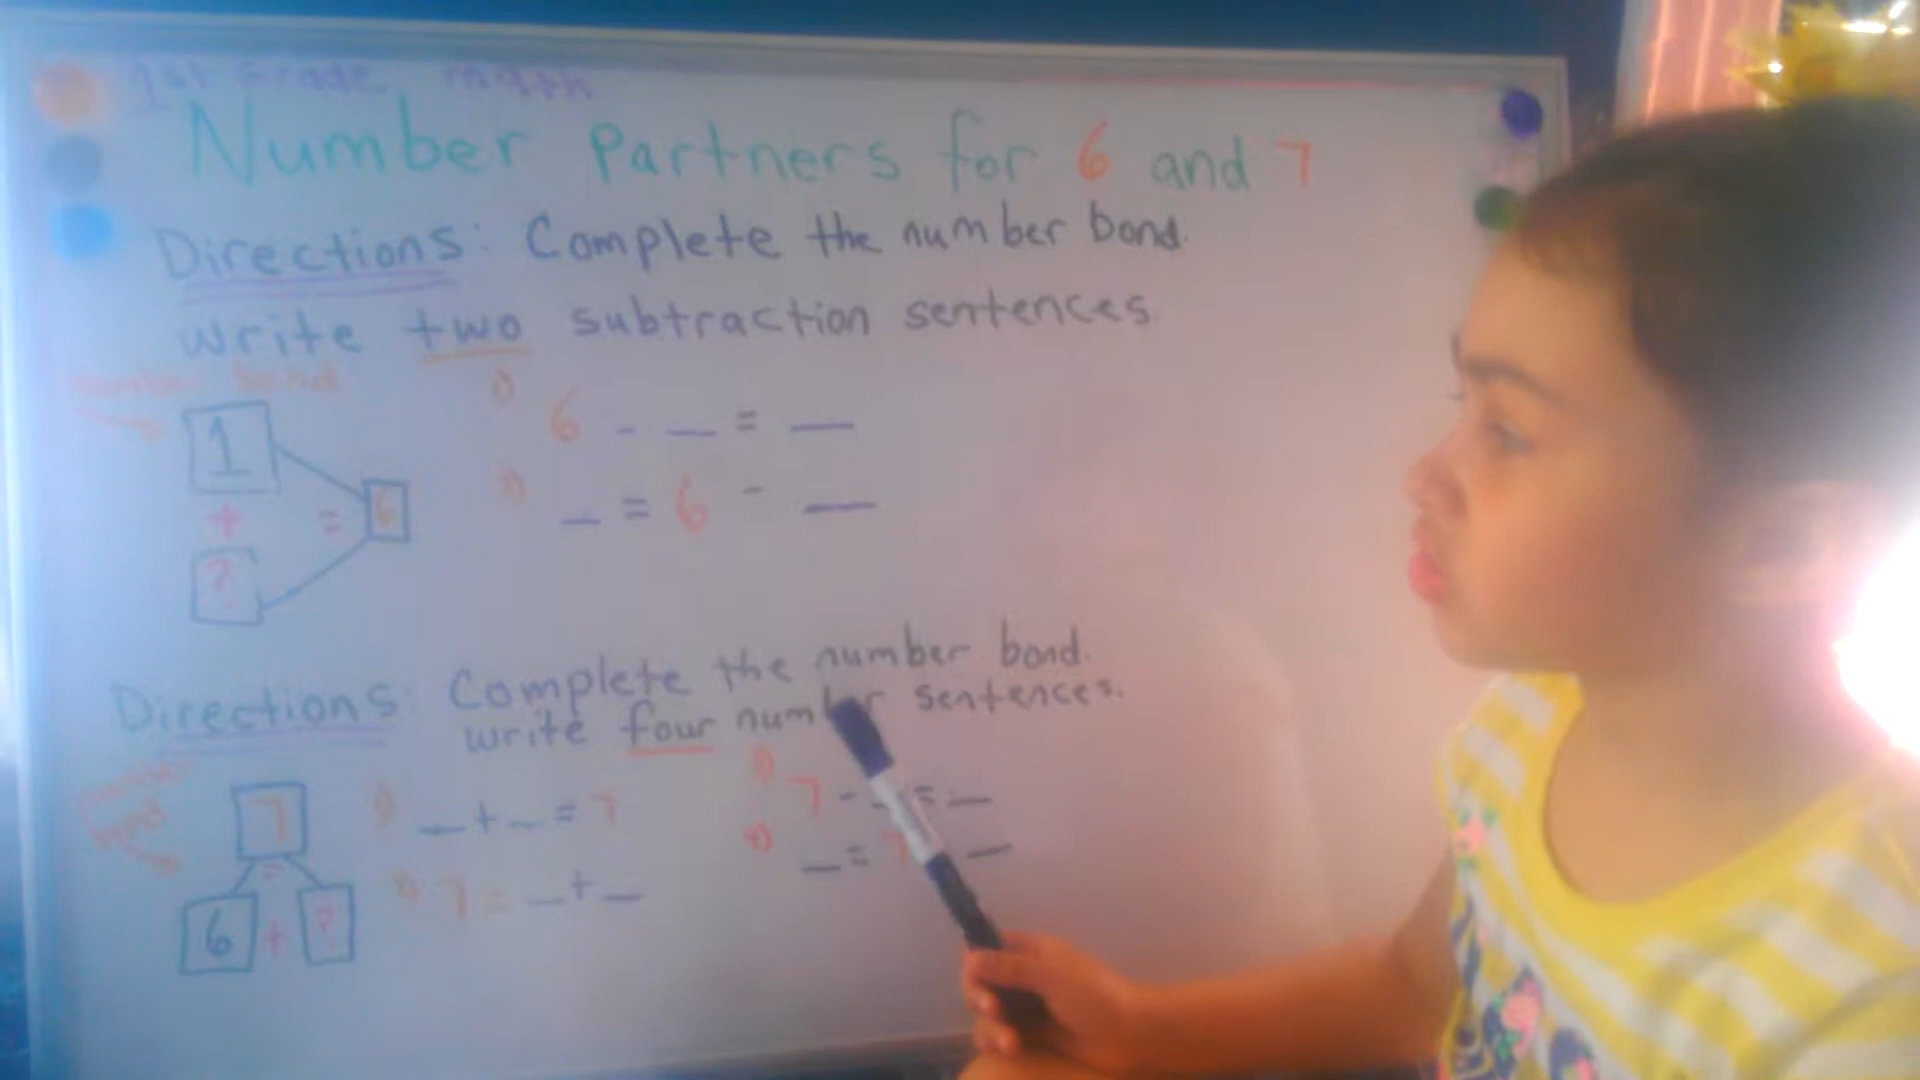 1st Grade math
Number Partners for 6 and 7
Directions: Complete the number bond.
write two subtraction sentences.
number bond
1) 6 - __ = __
1
+ = 6
?
__ = 6 - __
Directions: Complete the number bond.
write four number sentences.
number
bond
7
=
6 + ?
1) __ + __ = 7
7 = __ + __
7 - __ = __
__ = 7 __